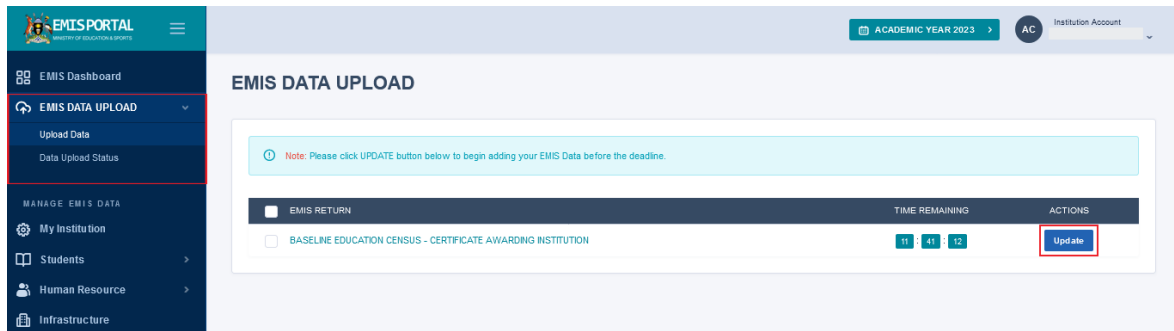 EMIS PORTAL
MINISTRY OF EDUCATION & SPORTS
ACADEMIC YEAR 2023
AC
Institution Account
EMIS Dashboard
EMIS DATA UPLOAD
Upload Data
Data Upload Status
MANAGE EMIS DATA
My Institution
Students
Human Resource
Infrastructure
EMIS DATA UPLOAD
Note: Please click UPDATE button below to begin adding your EMIS Data before the deadline.
EMIS RETURN TIME REMAINING ACTIONS
BASELINE EDUCATION CENSUS - CERTIFICATE AWARDING INSTITUTION 11 : 41 : 12 Update